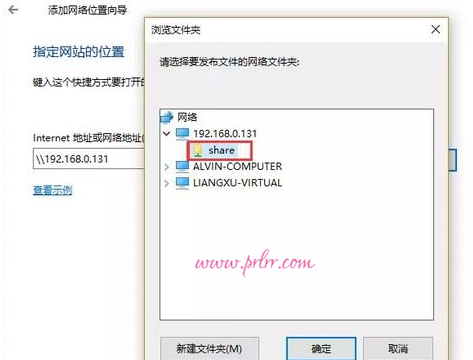 添加网络位置向导
指定网站的位置
键入这个快捷方式要打开的
Internet 地址或网络地址(
\\192.168.0.131
查看示例
浏览文件夹
请选择要发布文件的网络文件夹:
网络
192.168.0.131
share
ALVIN-COMPUTER
LIANGXU-VIRTUAL
www.prlrr.com
新建文件夹(M)
确定
取消